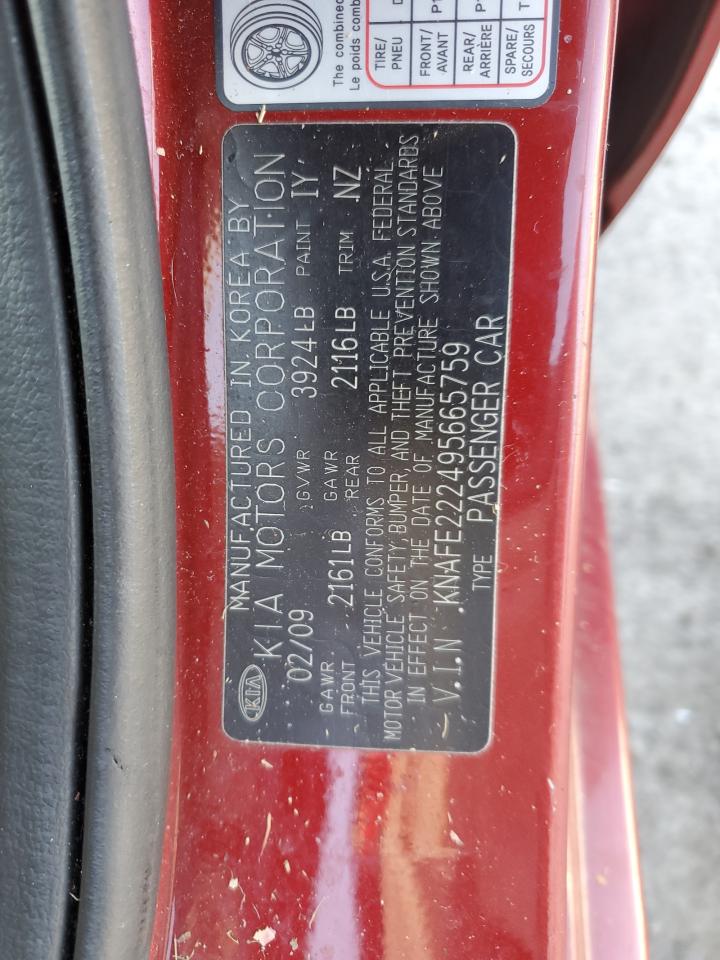 The combined
Le poids comb
TIRE/
PNEU
FRONT/
AVANT
REAR/
ARRIÈRE
SPARE/
SECOURS
KIA
MANUFACTURED IN KOREA BY
KIA MOTORS CORPORATION
02/09 GVWR 3924LB PAINT IY
GAWR FRONT 2161LB GAWR REAR 2116LB TRIM NZ
THIS VEHICLE CONFORMS TO ALL APPLICABLE U.S.A. FEDERAL
MOTOR VEHICLE SAFETY, BUMPER, AND THEFT PREVENTION STANDARDS
IN EFFECT ON THE DATE OF MANUFACTURE SHOWN ABOVE
V.I.N .KNAFE222495665759
TYPE PASSENGER CAR